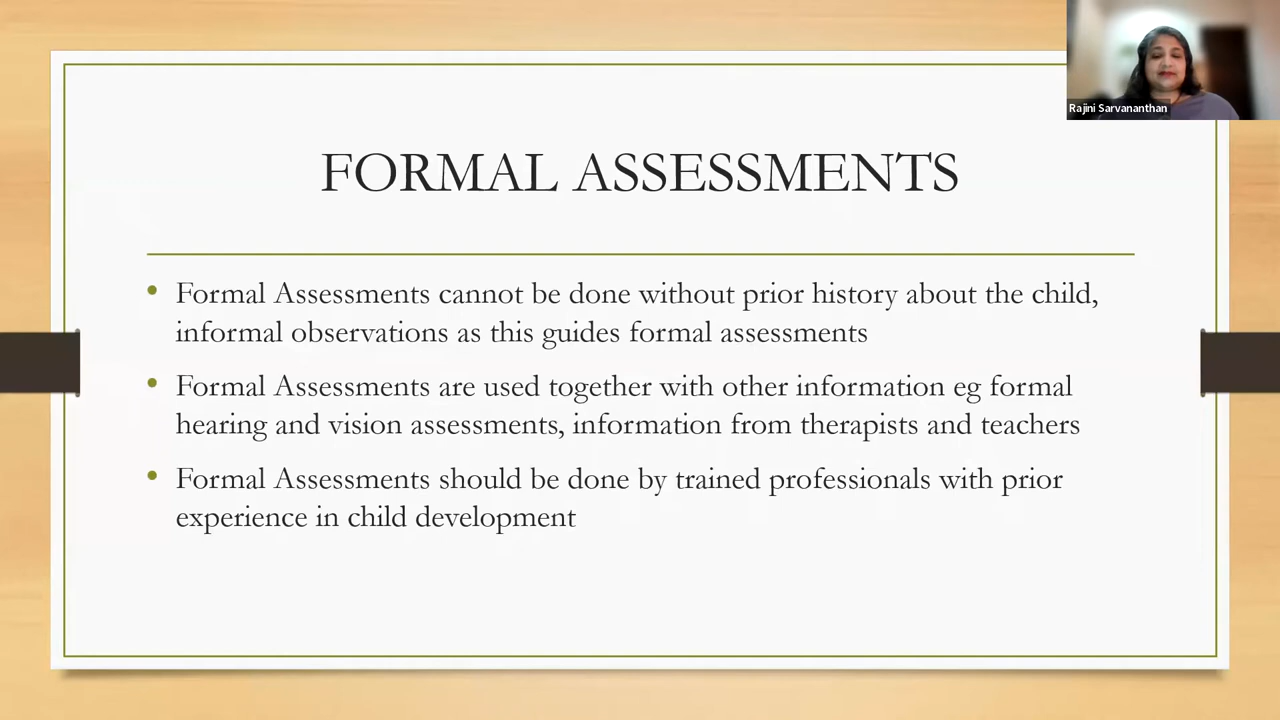 Rajini Sarvananthan
FORMAL ASSESSMENTS
• Formal Assessments cannot be done without prior history about the child,
informal observations as this guides formal assessments
• Formal Assessments are used together with other information eg formal
hearing and vision assessments, information from therapists and teachers
• Formal Assessments should be done by trained professionals with prior
experience in child development